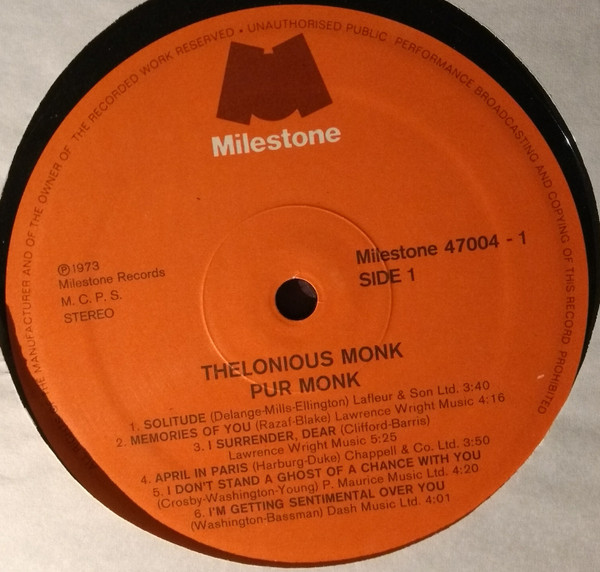 THE MANUFACTURER AND OF THE OWNER OF THE RECORDED WORK RESERVED • UNAUTHORISED PUBLIC PERFORMANCE BROADCASTING AND COPYING OF THIS RECORD PROHIBITED
Milestone
℗1973
Milestone Records
M. C. P. S.
STEREO
Milestone 47004 - 1
SIDE 1
THELONIOUS MONK
PUR MONK
1. SOLITUDE (Delange-Mills-Ellington) Lafleur & Son Ltd. 3:40
2. MEMORIES OF YOU (Razaf-Blake) Lawrence Wright Music 4:16
3. I SURRENDER, DEAR (Clifford-Barris)
Lawrence Wright Music 5:25
4. APRIL IN PARIS (Harburg-Duke) Chappell & Co. Ltd. 3:50
5. I DON'T STAND A GHOST OF A CHANCE WITH YOU
(Crosby-Washington-Young) P. Maurice Music Ltd. 4:20
6. I'M GETTING SENTIMENTAL OVER YOU
(Washington-Bassman) Dash Music Ltd. 4:01